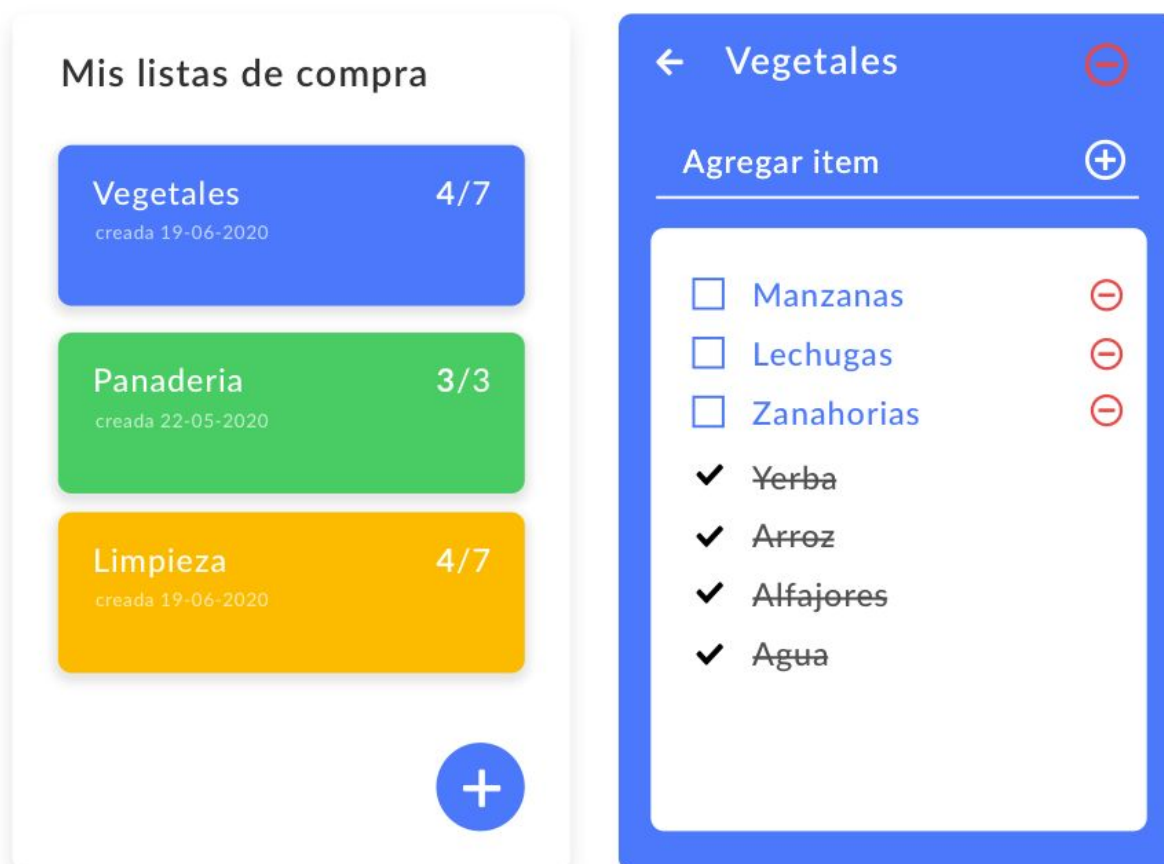 Mis listas de compra
Vegetales 4/7
creada 19-06-2020
Panaderia 3/3
creada 22-05-2020
Limpieza 4/7
creada 19-06-2020
Vegetales
Agregar item
Manzanas
Lechugas
Zanahorias
Yerba
Arroz
Alfajores
Agua